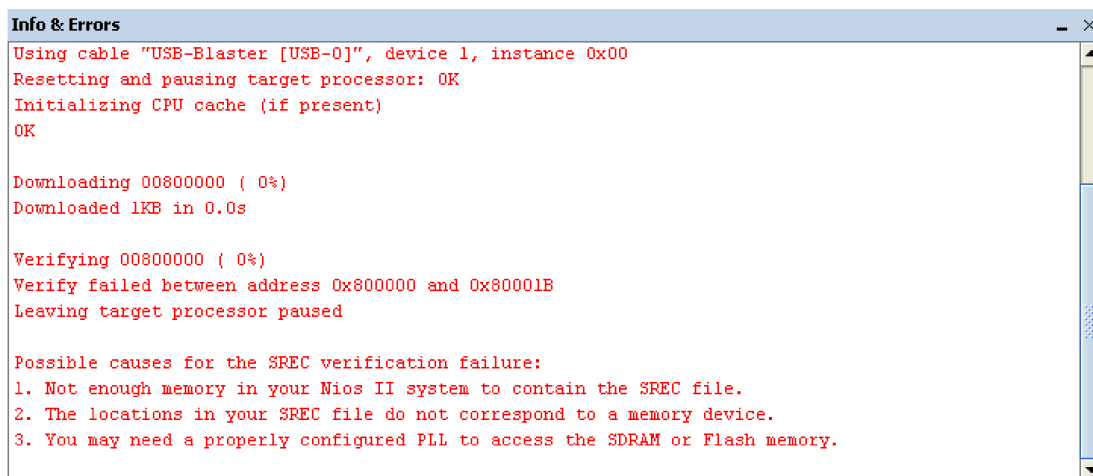 Info & Errors
Using cable "USB-Blaster [USB-0]", device 1, instance 0x00
Resetting and pausing target processor: OK
Initializing CPU cache (if present)
OK
Downloading 00800000 ( 0%)
Downloaded 1KB in 0.0s
Verifying 00800000 ( 0%)
Verify failed between address 0x800000 and 0x80001B
Leaving target processor paused
Possible causes for the SREC verification failure:
1. Not enough memory in your Nios II system to contain the SREC file.
2. The locations in your SREC file do not correspond to a memory device.
3. You may need a properly configured PLL to access the SDRAM or Flash memory.